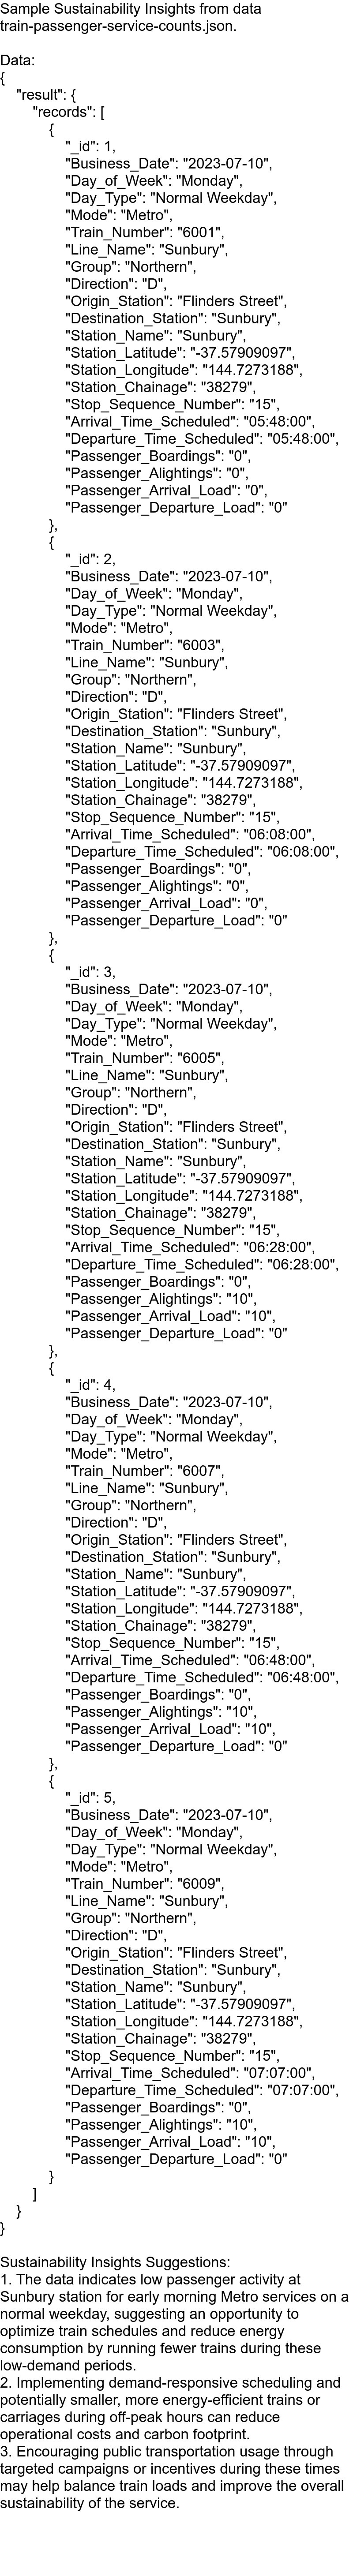 Sample Sustainability Insights from data
train-passenger-service-counts.json.

Data:
{
    "result": {
        "records": [
            {
                "_id": 1,
                "Business_Date": "2023-07-10",
                "Day_of_Week": "Monday",
                "Day_Type": "Normal Weekday",
                "Mode": "Metro",
                "Train_Number": "6001",
                "Line_Name": "Sunbury",
                "Group": "Northern",
                "Direction": "D",
                "Origin_Station": "Flinders Street",
                "Destination_Station": "Sunbury",
                "Station_Name": "Sunbury",
                "Station_Latitude": "-37.57909097",
                "Station_Longitude": "144.7273188",
                "Station_Chainage": "38279",
                "Stop_Sequence_Number": "15",
                "Arrival_Time_Scheduled": "05:48:00",
                "Departure_Time_Scheduled": "05:48:00",
                "Passenger_Boardings": "0",
                "Passenger_Alightings": "0",
                "Passenger_Arrival_Load": "0",
                "Passenger_Departure_Load": "0"
            },
            {
                "_id": 2,
                "Business_Date": "2023-07-10",
                "Day_of_Week": "Monday",
                "Day_Type": "Normal Weekday",
                "Mode": "Metro",
                "Train_Number": "6003",
                "Line_Name": "Sunbury",
                "Group": "Northern",
                "Direction": "D",
                "Origin_Station": "Flinders Street",
                "Destination_Station": "Sunbury",
                "Station_Name": "Sunbury",
                "Station_Latitude": "-37.57909097",
                "Station_Longitude": "144.7273188",
                "Station_Chainage": "38279",
                "Stop_Sequence_Number": "15",
                "Arrival_Time_Scheduled": "06:08:00",
                "Departure_Time_Scheduled": "06:08:00",
                "Passenger_Boardings": "0",
                "Passenger_Alightings": "0",
                "Passenger_Arrival_Load": "0",
                "Passenger_Departure_Load": "0"
            },
            {
                "_id": 3,
                "Business_Date": "2023-07-10",
                "Day_of_Week": "Monday",
                "Day_Type": "Normal Weekday",
                "Mode": "Metro",
                "Train_Number": "6005",
                "Line_Name": "Sunbury",
                "Group": "Northern",
                "Direction": "D",
                "Origin_Station": "Flinders Street",
                "Destination_Station": "Sunbury",
                "Station_Name": "Sunbury",
                "Station_Latitude": "-37.57909097",
                "Station_Longitude": "144.7273188",
                "Station_Chainage": "38279",
                "Stop_Sequence_Number": "15",
                "Arrival_Time_Scheduled": "06:28:00",
                "Departure_Time_Scheduled": "06:28:00",
                "Passenger_Boardings": "0",
                "Passenger_Alightings": "10",
                "Passenger_Arrival_Load": "10",
                "Passenger_Departure_Load": "0"
            },
            {
                "_id": 4,
                "Business_Date": "2023-07-10",
                "Day_of_Week": "Monday",
                "Day_Type": "Normal Weekday",
                "Mode": "Metro",
                "Train_Number": "6007",
                "Line_Name": "Sunbury",
                "Group": "Northern",
                "Direction": "D",
                "Origin_Station": "Flinders Street",
                "Destination_Station": "Sunbury",
                "Station_Name": "Sunbury",
                "Station_Latitude": "-37.57909097",
                "Station_Longitude": "144.7273188",
                "Station_Chainage": "38279",
                "Stop_Sequence_Number": "15",
                "Arrival_Time_Scheduled": "06:48:00",
                "Departure_Time_Scheduled": "06:48:00",
                "Passenger_Boardings": "0",
                "Passenger_Alightings": "10",
                "Passenger_Arrival_Load": "10",
                "Passenger_Departure_Load": "0"
            },
            {
                "_id": 5,
                "Business_Date": "2023-07-10",
                "Day_of_Week": "Monday",
                "Day_Type": "Normal Weekday",
                "Mode": "Metro",
                "Train_Number": "6009",
                "Line_Name": "Sunbury",
                "Group": "Northern",
                "Direction": "D",
                "Origin_Station": "Flinders Street",
                "Destination_Station": "Sunbury",
                "Station_Name": "Sunbury",
                "Station_Latitude": "-37.57909097",
                "Station_Longitude": "144.7273188",
                "Station_Chainage": "38279",
                "Stop_Sequence_Number": "15",
                "Arrival_Time_Scheduled": "07:07:00",
                "Departure_Time_Scheduled": "07:07:00",
                "Passenger_Boardings": "0",
                "Passenger_Alightings": "10",
                "Passenger_Arrival_Load": "10",
                "Passenger_Departure_Load": "0"
            }
        ]
    }
}

Sustainability Insights Suggestions:
1. The data indicates low passenger activity at
Sunbury station for early morning Metro services on a
normal weekday, suggesting an opportunity to
optimize train schedules and reduce energy
consumption by running fewer trains during these
low-demand periods.
2. Implementing demand-responsive scheduling and
potentially smaller, more energy-efficient trains or
carriages during off-peak hours can reduce
operational costs and carbon footprint.
3. Encouraging public transportation usage through
targeted campaigns or incentives during these times
may help balance train loads and improve the overall
sustainability of the service.